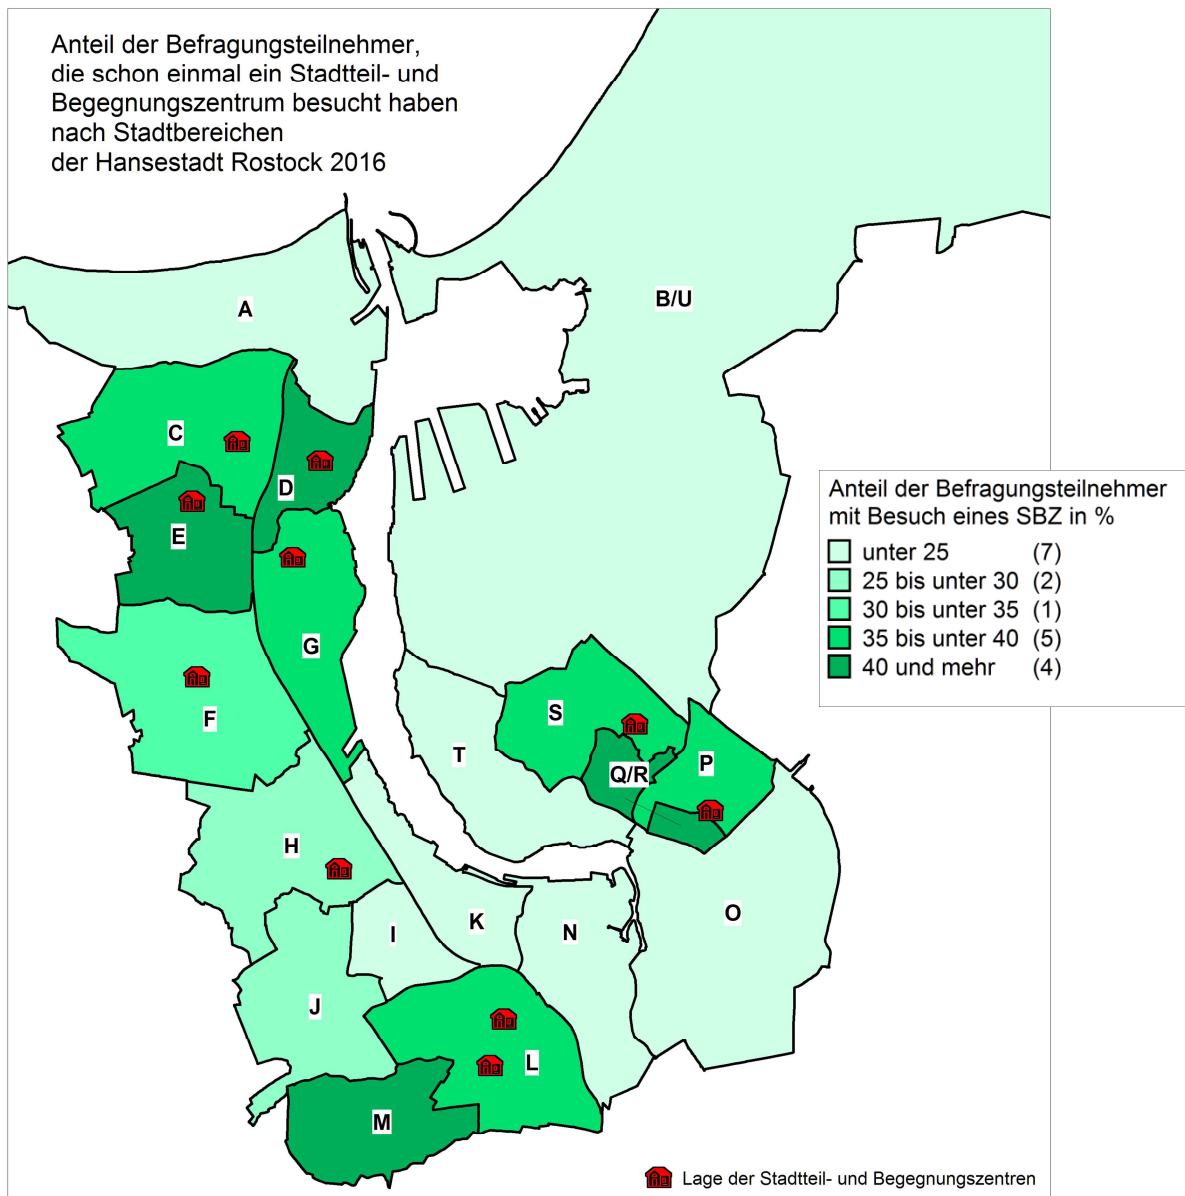 Anteil der Befragungsteilnehmer,
die schon einmal ein Stadtteil- und
Begegnungszentrum besucht haben
nach Stadtbereichen
der Hansestadt Rostock 2016
B/U
A
C
D
Anteil der Befragungsteilnehmer
mit Besuch eines SBZ in %
unter 25 (7)
25 bis unter 30 (2)
30 bis unter 35 (1)
35 bis unter 40 (5)
40 und mehr (4)
E
G
F
S
T
P
Q/R
H
O
K
N
I
J
L
M
Lage der Stadtteil- und Begegnungszentren